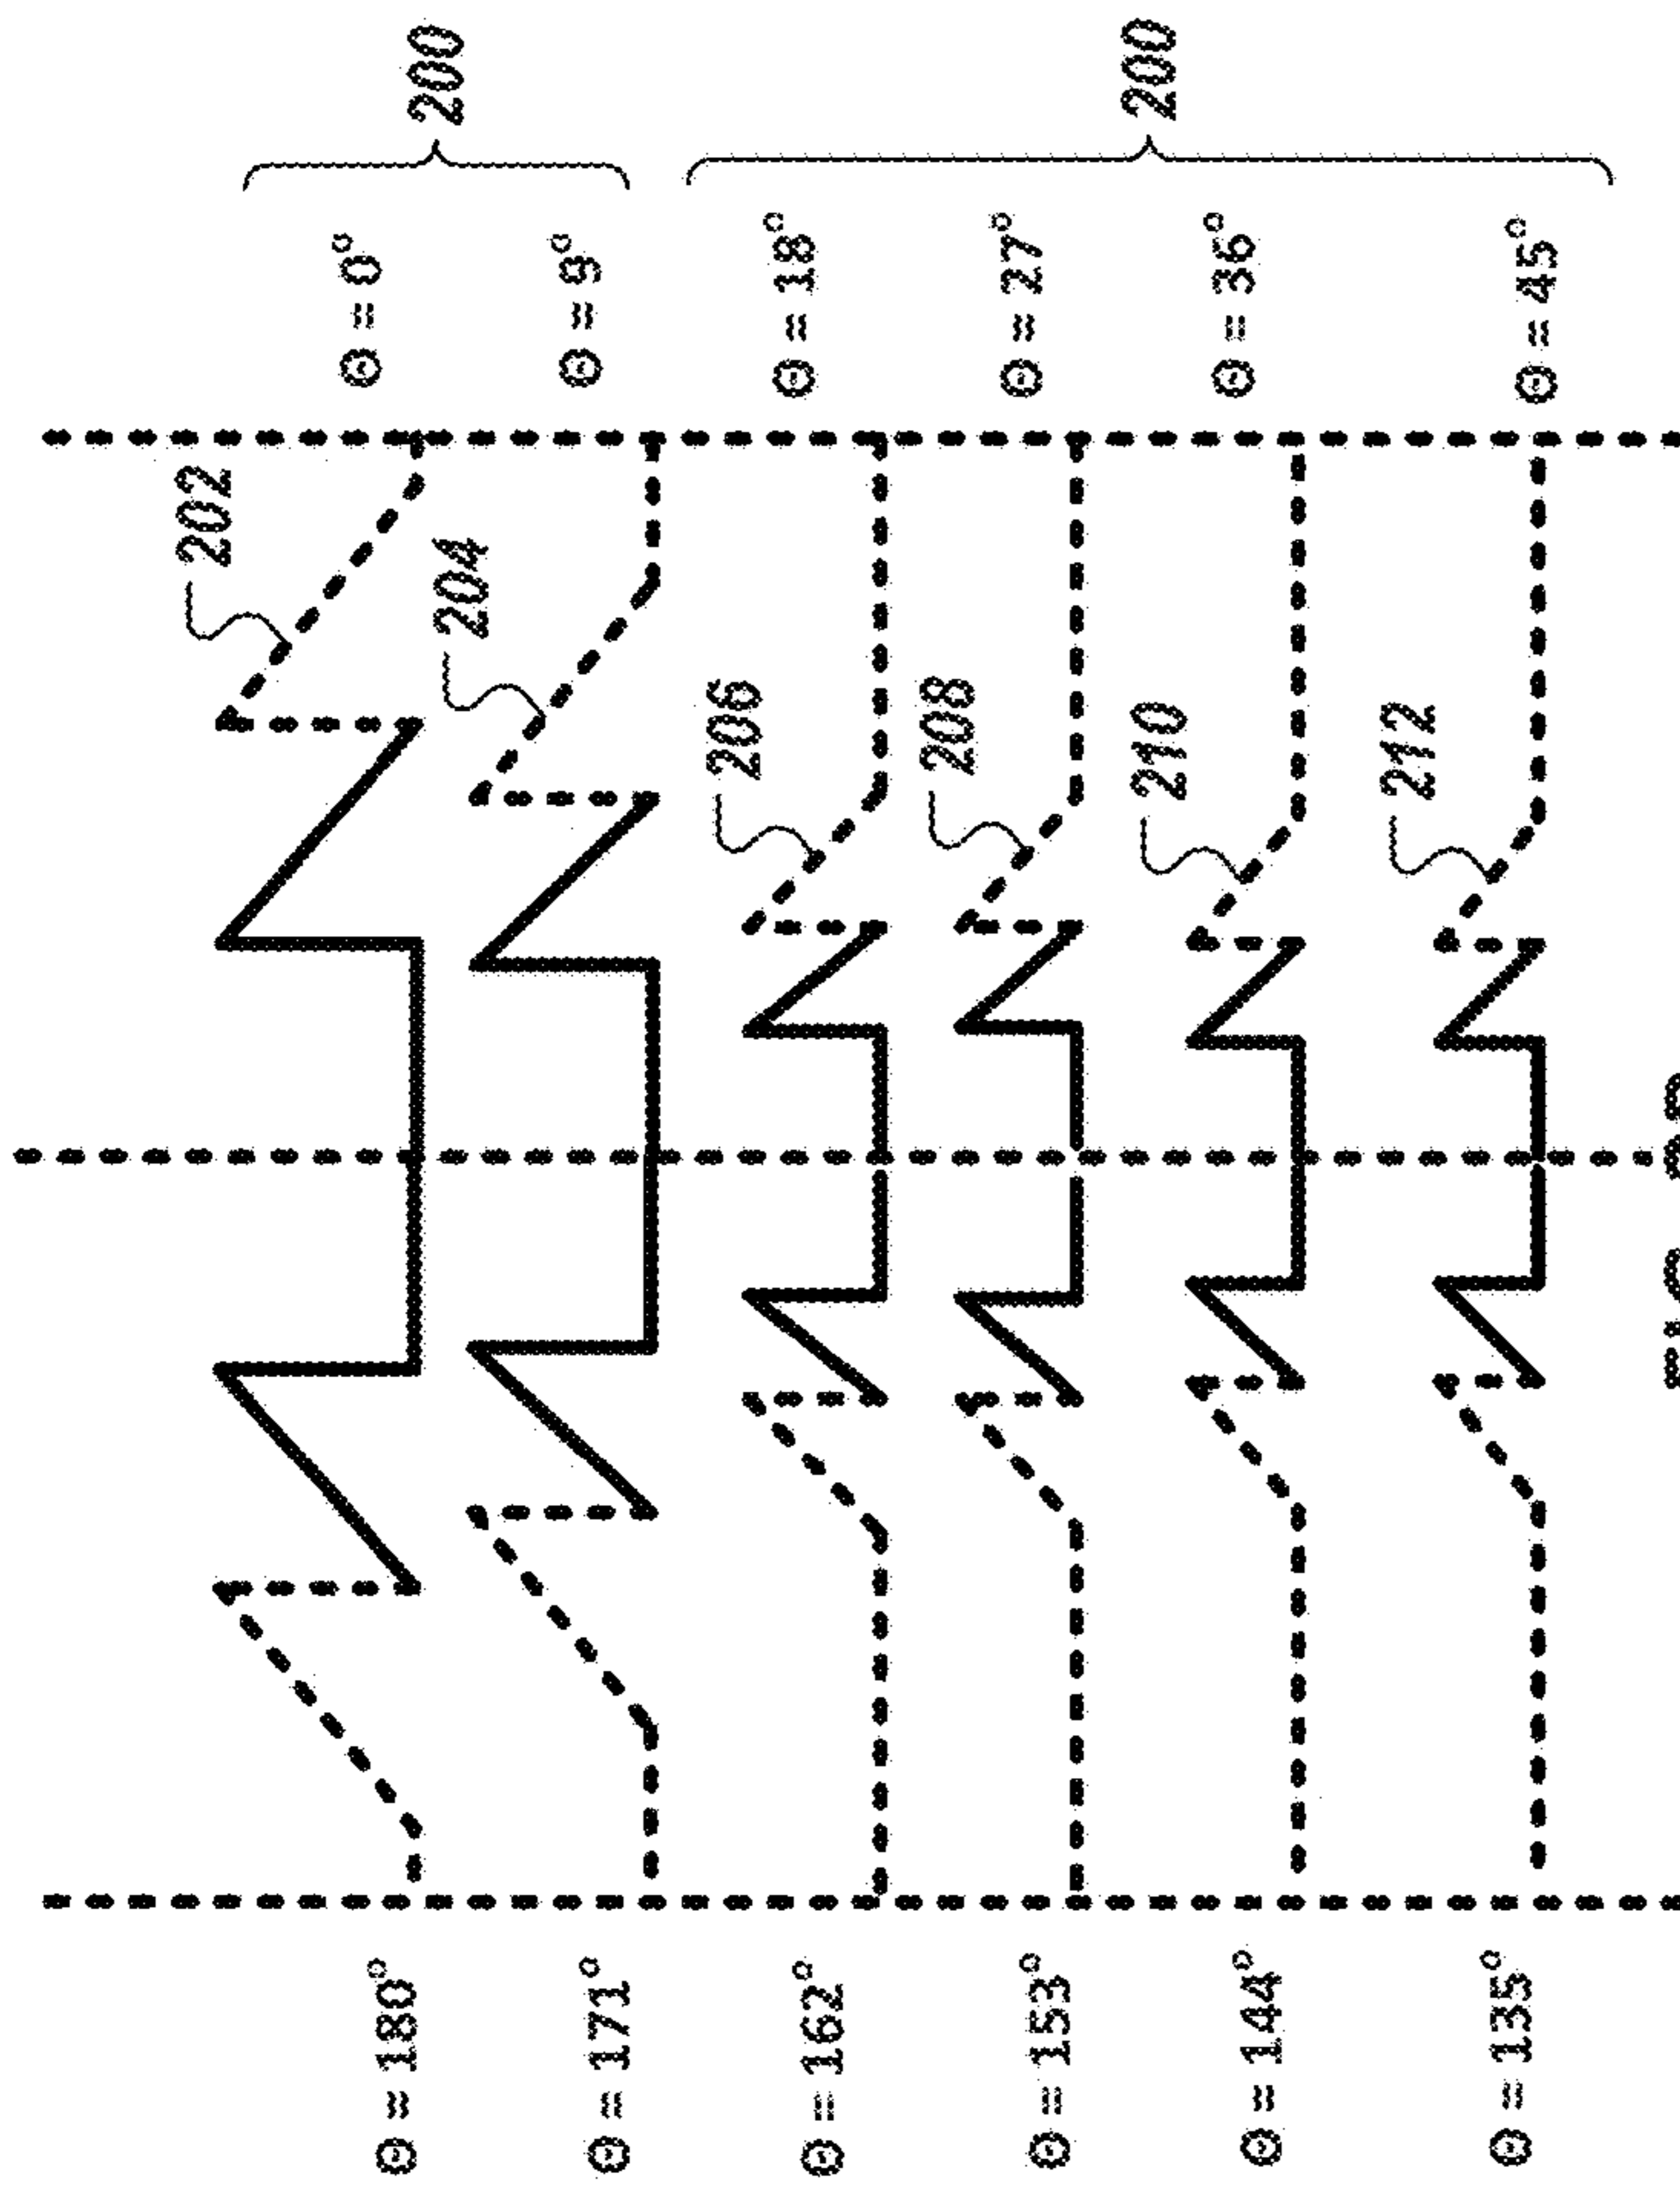 Θ = 180°
202
Θ = 0°
200
Θ = 171°
204
Θ = 9°
Θ = 162°
206
Θ = 18°
Θ = 153°
208
Θ = 27°
200
Θ = 144°
210
Θ = 36°
Θ = 135°
212
Θ = 45°